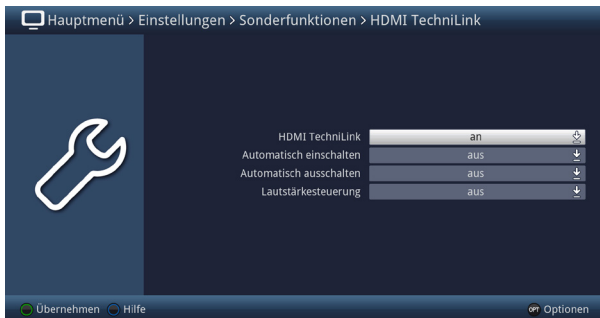 Hauptmenü > Einstellungen > Sonderfunktionen > HDMI TechniLink
HDMI TechniLink an
Automatisch einschalten aus
Automatisch ausschalten aus
Lautstärkesteuerung aus
Übernehmen Hilfe OPT Optionen